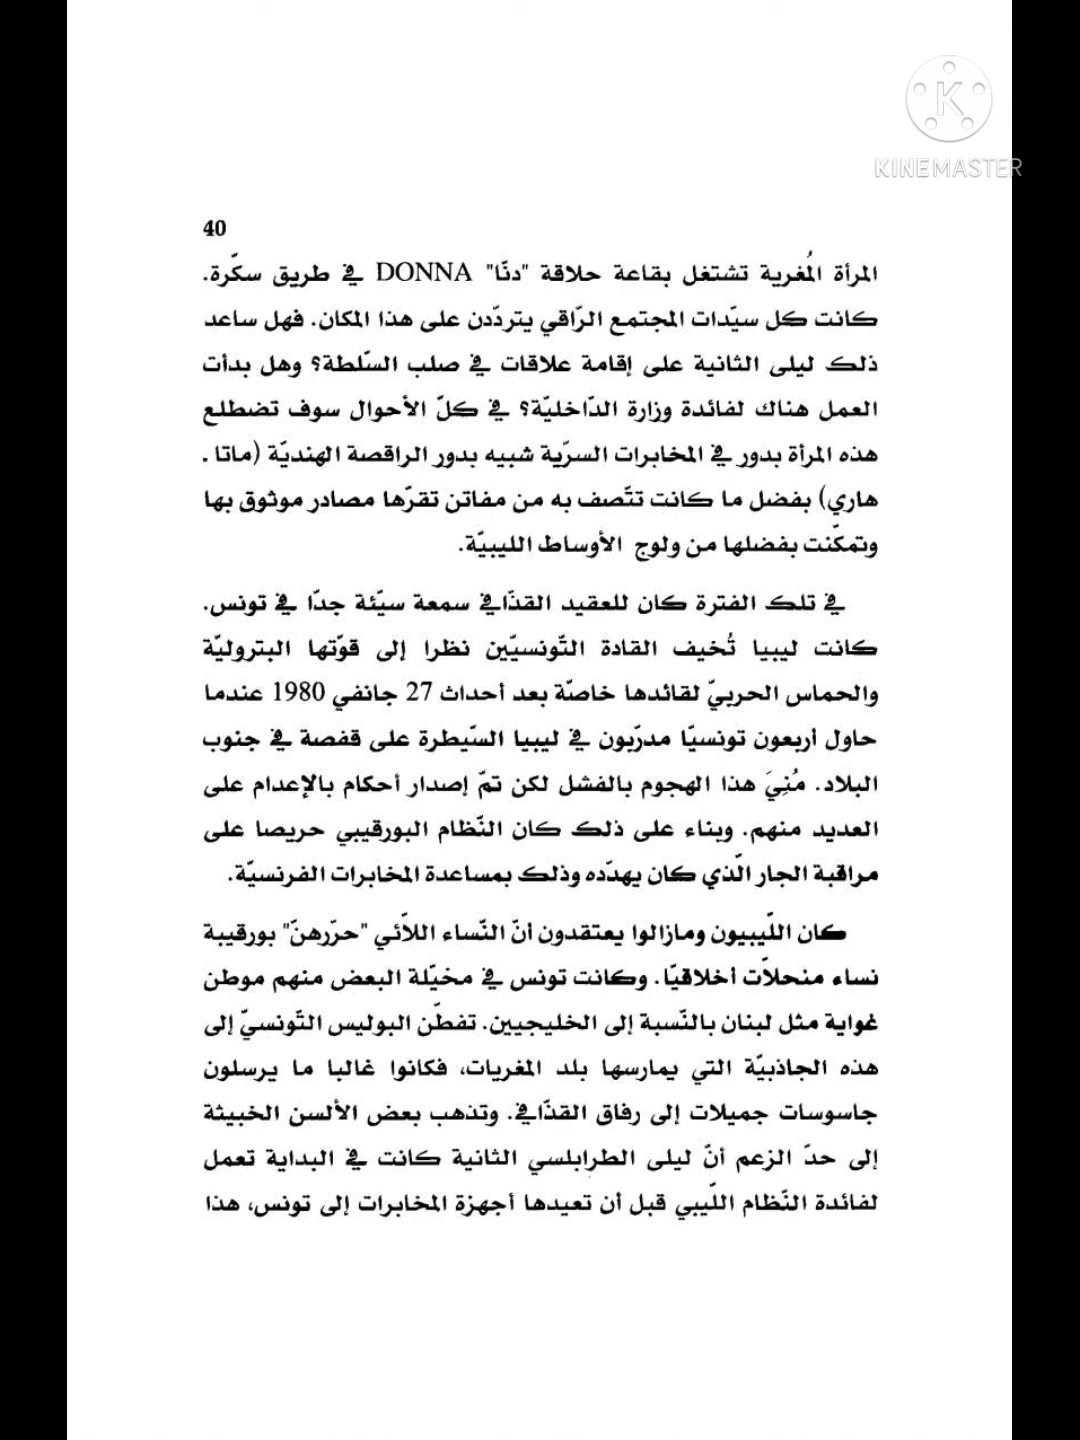 KINEMASTER
40
المرأة المُغرية تشتغل بقاعة حلاقة "دنّا" DONNA في طريق سكّرة.
كانت كل سيّدات المجتمع الرّاقي يتردّدن على هذا المكان. فهل ساعد
ذلك ليلى الثانية على إقامة علاقات في صلب السّلطة؟ وهل بدأت
العمل هناك لفائدة وزارة الدّاخليّة؟ في كلّ الأحوال سوف تضطلع
هذه المرأة بدور في المخابرات السرّية شبيه بدور الراقصة الهنديّة (ماتا .
هاري) بفضل ما كانت تتّصف به من مفاتن تقرّها مصادر موثوق بها
وتمكّنت بفضلها من ولوج الأوساط الليبيّة.
في تلك الفترة كان للعقيد القذّافي سمعة سيّئة جدّا في تونس.
كانت ليبيا تُخيف القادة التّونسيّين نظرا إلى قوّتها البتروليّة
والحماس الحربيّ لقائدها خاصّة بعد أحداث 27 جانفي 1980 عندما
حاول أربعون تونسيّا مدرّبون في ليبيا السّيطرة على قفصة في جنوب
البلاد. مُنِيَ هذا الهجوم بالفشل لكن تمّ إصدار أحكام بالإعدام على
العديد منهم. وبناء على ذلك كان النّظام البورقيبي حريصا على
مراقبة الجار الّذي كان يهدّده وذلك بمساعدة المخابرات الفرنسيّة.
كان اللّيبيون ومازالوا يعتقدون أنّ النّساء اللاّئي "حرّرهنّ" بورقيبة
نساء منحلاّت أخلاقيّا. وكانت تونس في مخيّلة البعض منهم موطن
غواية مثل لبنان بالنّسبة إلى الخليجيين. تفطّن البوليس التّونسيّ إلى
هذه الجاذبيّة التي يمارسها بلد المغريات، فكانوا غالبا ما يرسلون
جاسوسات جميلات إلى رفاق القذّافي. وتذهب بعض الألسن الخبيثة
إلى حدّ الزعم أنّ ليلى الطرابلسي الثانية كانت في البداية تعمل
لفائدة النّظام اللّيبي قبل أن تعيدها أجهزة المخابرات إلى تونس، هذا